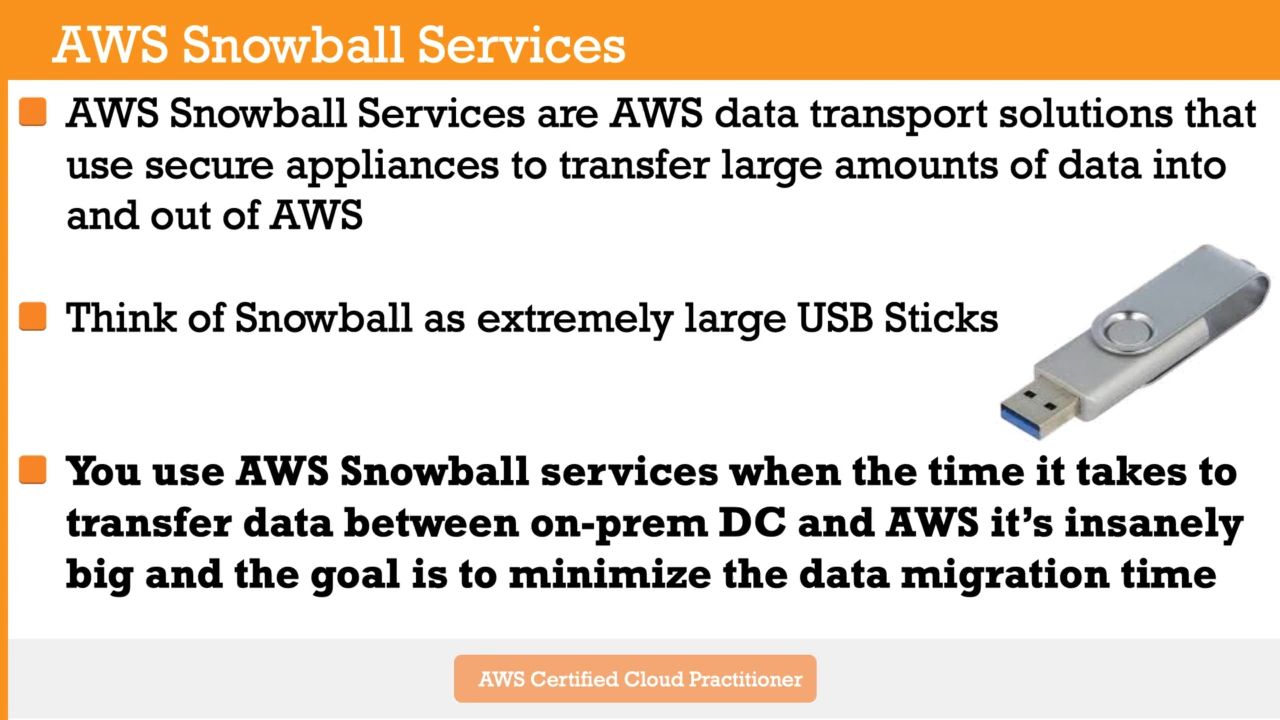 AWS Snowball Services
AWS Snowball Services are AWS data transport solutions that
use secure appliances to transfer large amounts of data into
and out of AWS
Think of Snowball as extremely large USB Sticks
You use AWS Snowball services when the time it takes to
transfer data between on-prem DC and AWS it's insanely
big and the goal is to minimize the data migration time
AWS Certified Cloud Practitioner